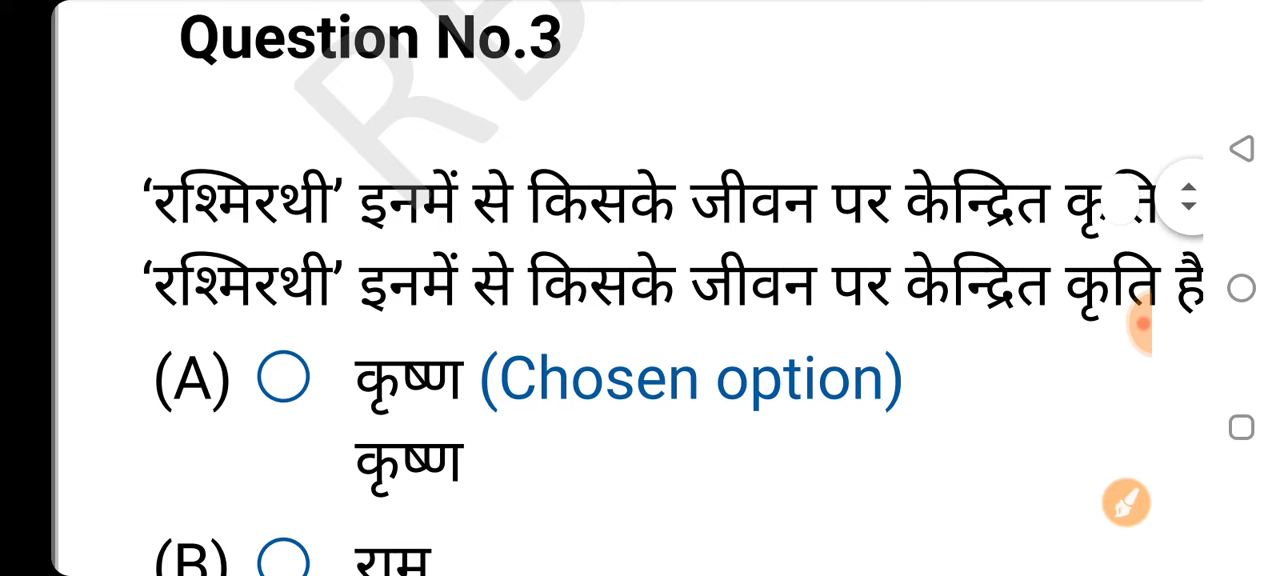 Question No.3
‘रश्मिरथी’ इनमें से किसके जीवन पर केन्द्रित
‘रश्मिरथी’ इनमें से किसके जीवन पर केन्द्रित कृति है
(A) कृष्ण (Chosen option)
कृष्ण
(B) राम